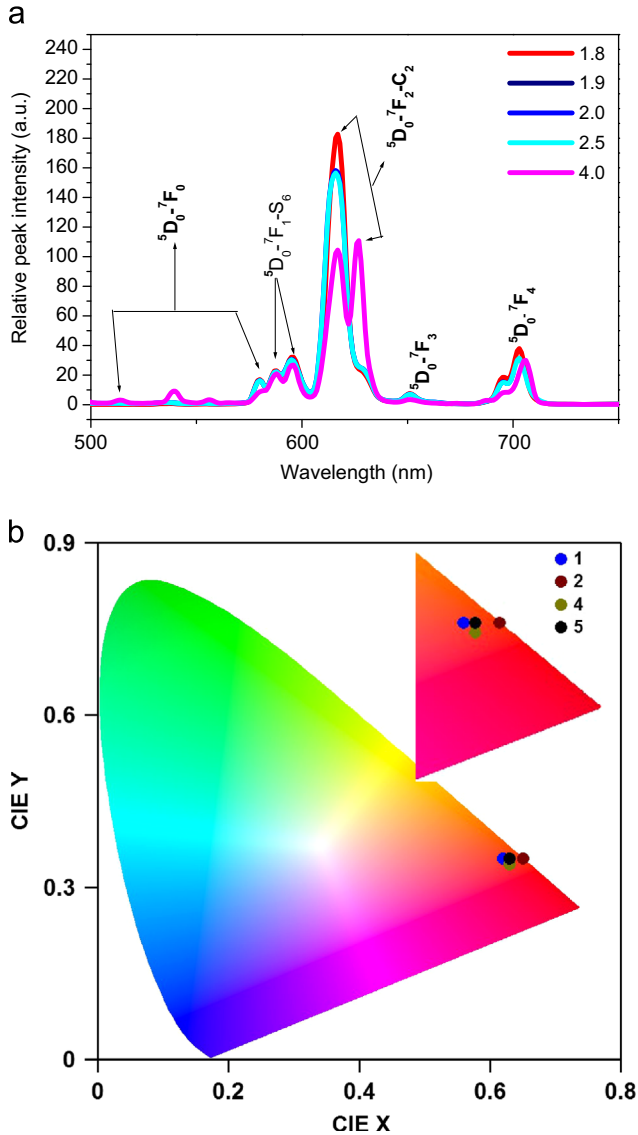 a
Relative peak intensity (a.u.)
240
220
200
180
160
140
120
100
80
60
40
20
0
⁵D₀-⁷F₀
⁵D₀-⁷F₁-S₆
⁵D₀-⁷F₂-C₂
⁵D₀-⁷F₃
⁵D₀-⁷F₄
1.8
1.9
2.0
2.5
4.0
500 600 700
Wavelength (nm)
b
CIE Y
0.9
0.6
0.3
0
1
2
4
5
0 0.2 0.4 0.6 0.8
CIE X